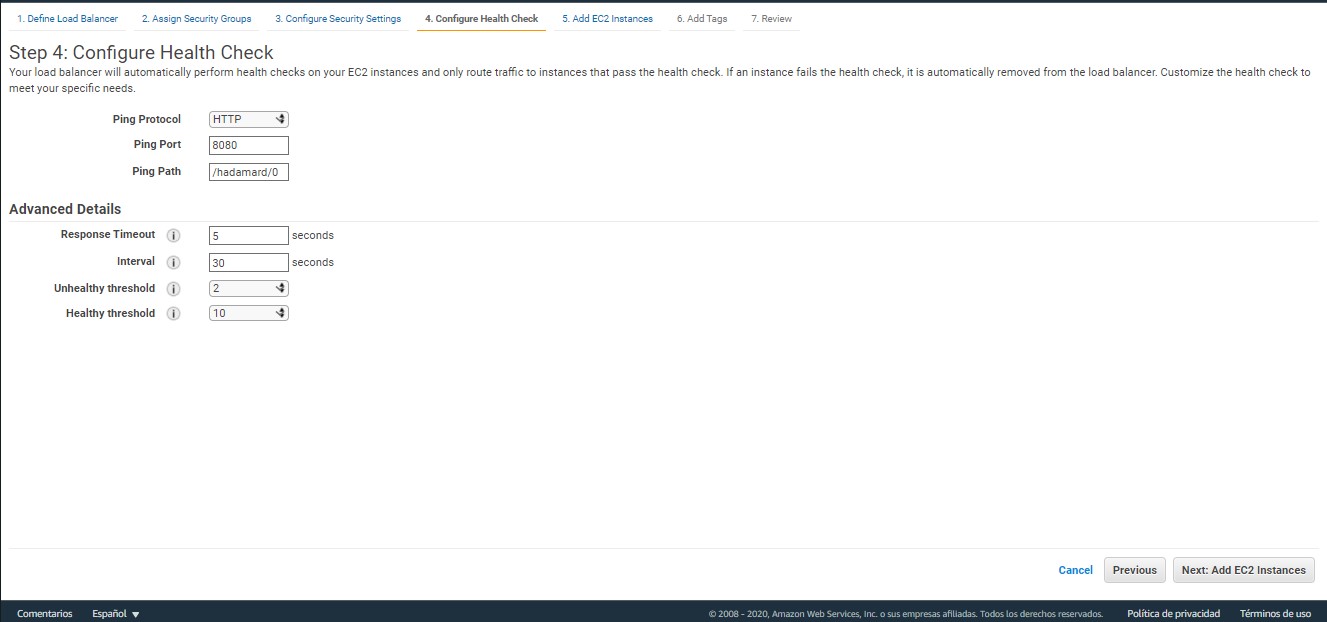 1. Define Load Balancer 2. Assign Security Groups 3. Configure Security Settings 4. Configure Health Check 5. Add EC2 Instances 6. Add Tags 7. Review
Step 4: Configure Health Check
Your load balancer will automatically perform health checks on your EC2 instances and only route traffic to instances that pass the health check. If an instance fails the health check, it is automatically removed from the load balancer. Customize the health check to
meet your specific needs.
Ping Protocol HTTP
Ping Port 8080
Ping Path /hadamard/0
Advanced Details
Response Timeout i 5 seconds
Interval i 30 seconds
Unhealthy threshold i 2
Healthy threshold i 10
Cancel Previous Next: Add EC2 Instances
Comentarios Español © 2008 - 2020, Amazon Web Services, Inc. o sus empresas afiliadas. Todos los derechos reservados. Política de privacidad Términos de uso